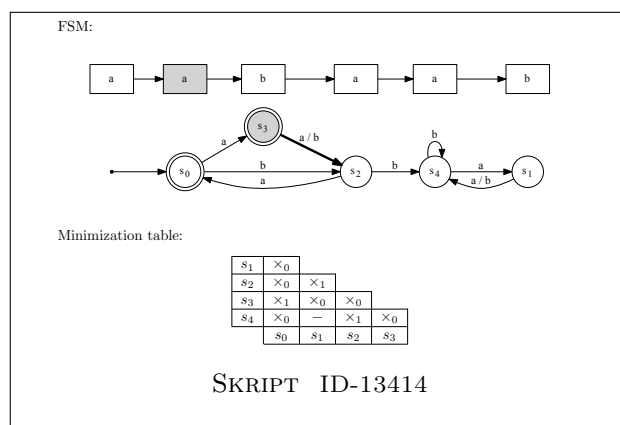 FSM:
a a b a a b
s3
a a / b b
s0 b s2 b s4 a s1
a a / b
Minimization table:
s1 ×0
s2 ×0 ×1
s3 ×1 ×0 ×0
s4 ×0 − ×1 ×0
s0 s1 s2 s3
SKRIPT ID-13414